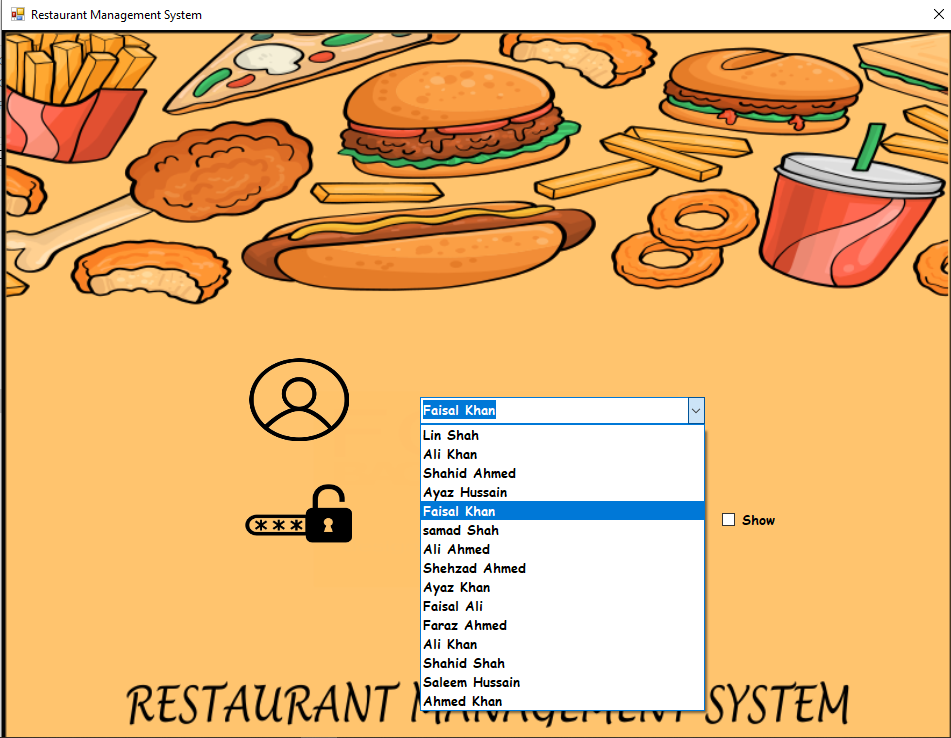 Restaurant Management System
Faisal Khan
Lin Shah
Ali Khan
Shahid Ahmed
Ayaz Hussain
Faisal Khan
samad Shah
Ali Ahmed
Shehzad Ahmed
Ayaz Khan
Faisal Ali
Faraz Ahmed
Ali Khan
Shahid Shah
Saleem Hussain
Ahmed Khan
***
Show
RESTAURANT MANAGEMENT SYSTEM